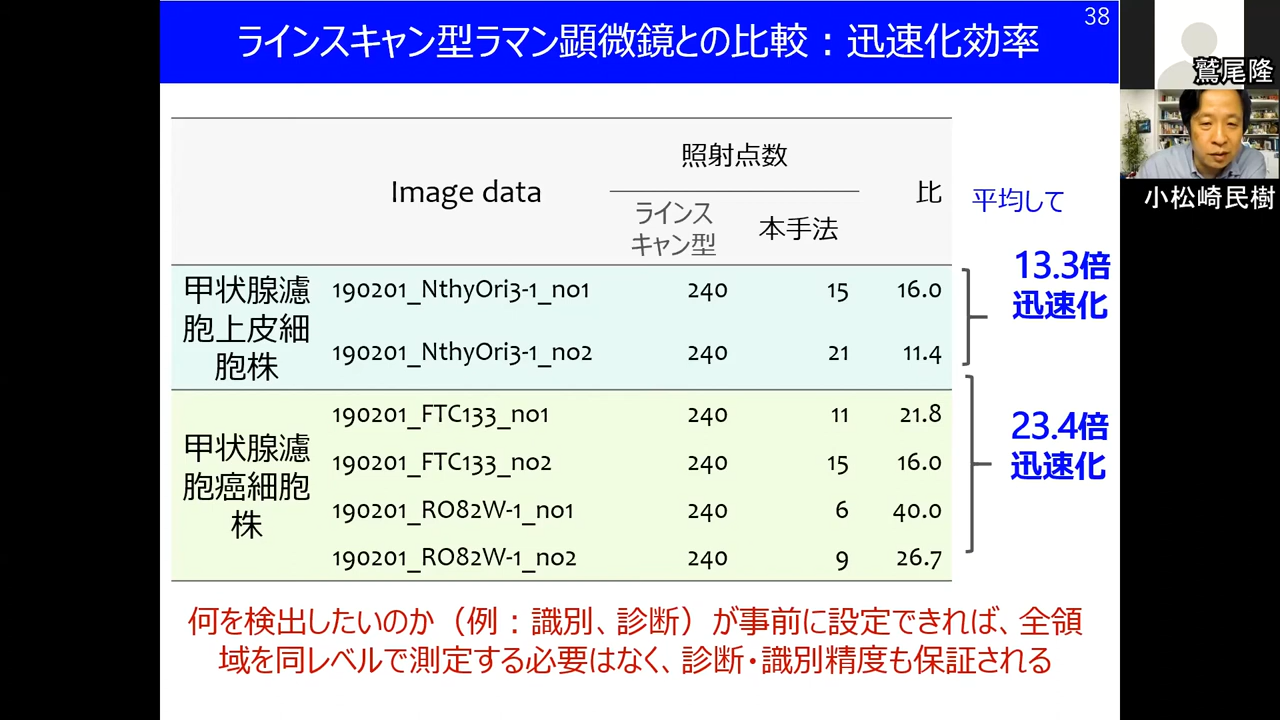 ラインスキャン型ラマン顕微鏡との比較：迅速化効率
38
鷲尾隆
小松崎民樹
Image data
照射点数
比
ラインス
キャン型
本手法
平均して
甲状腺濾
胞上皮細
胞株
190201_NthyOri3-1_no1 240 15 16.0
190201_NthyOri3-1_no2 240 21 11.4
13.3倍
迅速化
甲状腺濾
胞癌細胞
株
190201_FTC133_no1 240 11 21.8
190201_FTC133_no2 240 15 16.0
190201_RO82W-1_no1 240 6 40.0
190201_RO82W-1_no2 240 9 26.7
23.4倍
迅速化
何を検出したいのか（例：識別、診断）が事前に設定できれば、全領
域を同レベルで測定する必要はなく、診断・識別精度も保証される